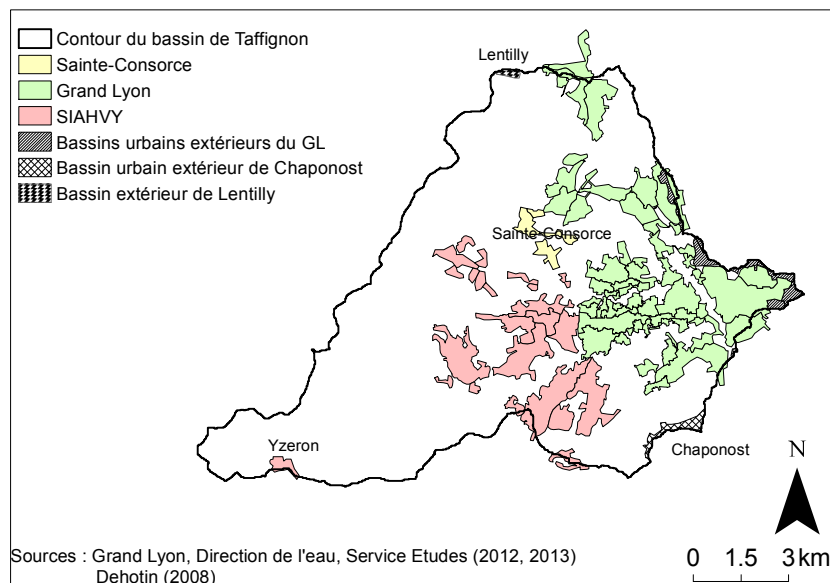 Contour du bassin de Taffignon
Sainte-Consorce
Grand Lyon
SIAHVY
Bassins urbains extérieurs du GL
Bassin urbain extérieur de Chaponost
Bassin extérieur de Lentilly
Lentilly
Sainte-Consorce
Yzeron
Chaponost
N
Sources : Grand Lyon, Direction de l'eau, Service Etudes (2012, 2013)
Dehotin (2008)
0 1.5 3 km